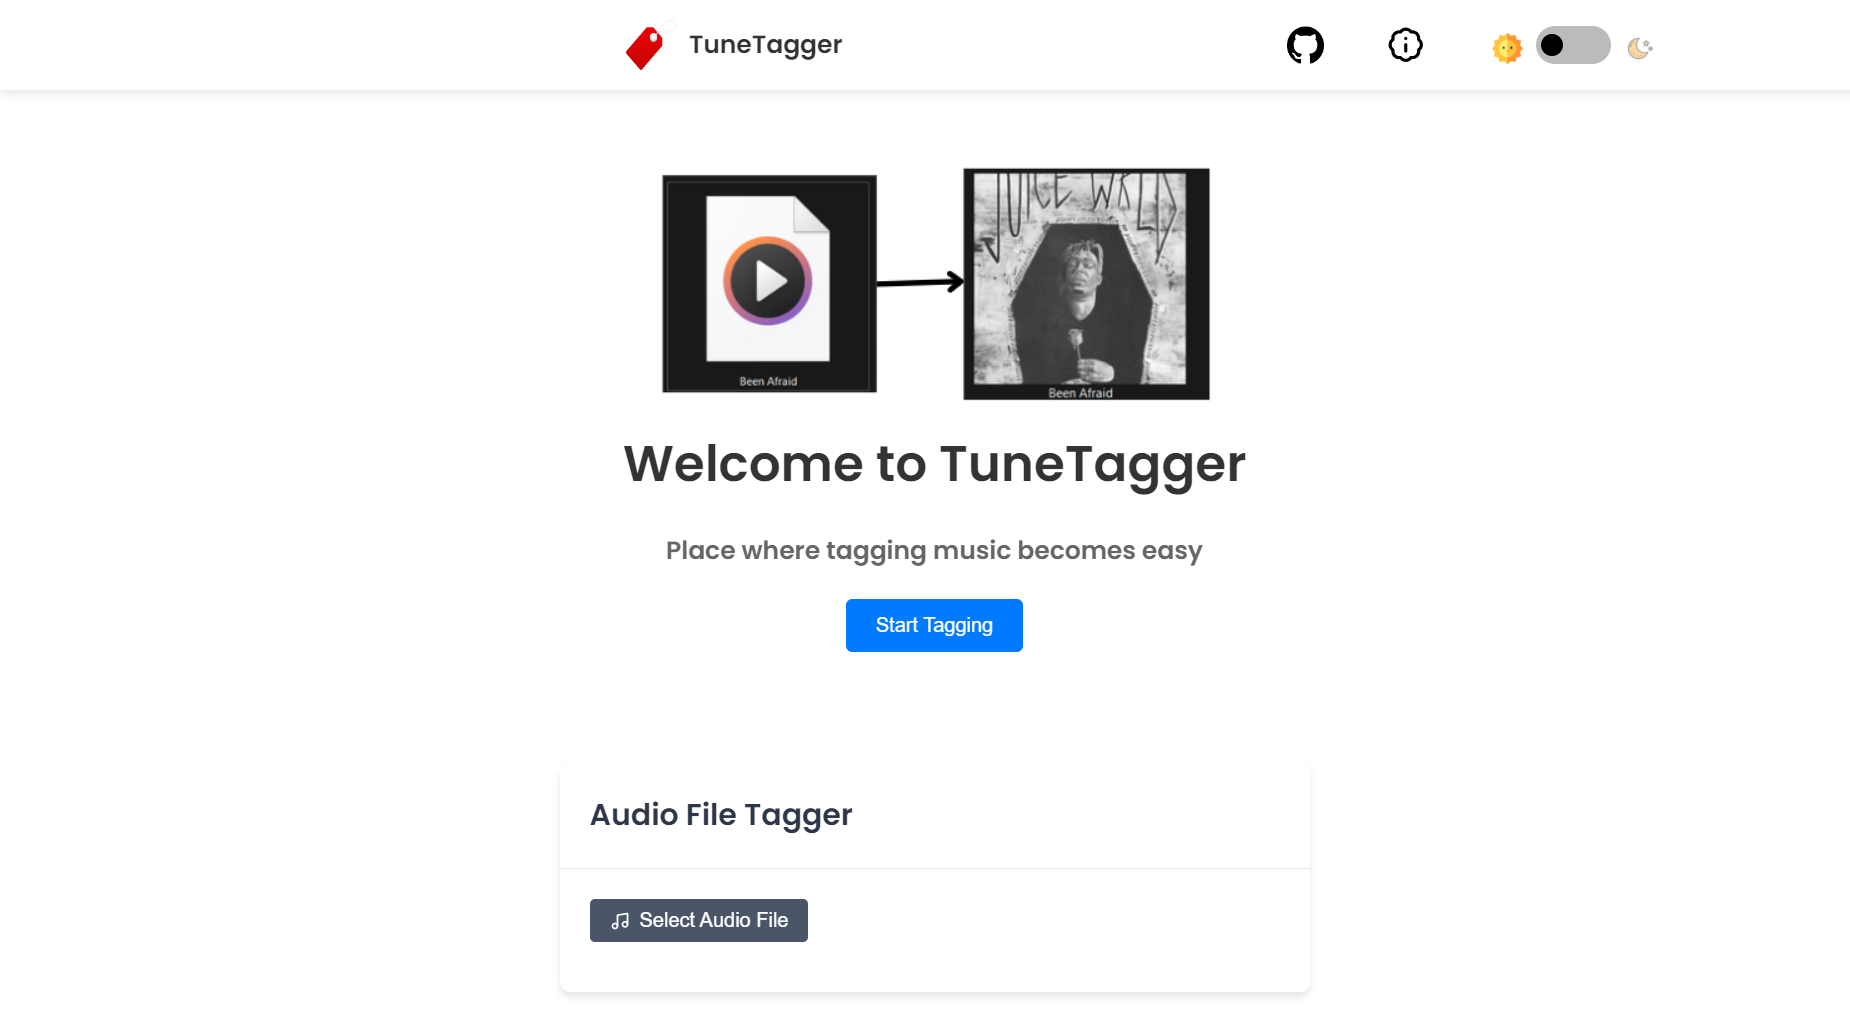 TuneTagger
JUICE WRLD
Been Afraid
Been Afraid
Welcome to TuneTagger
Place where tagging music becomes easy
Start Tagging
Audio File Tagger
Select Audio File